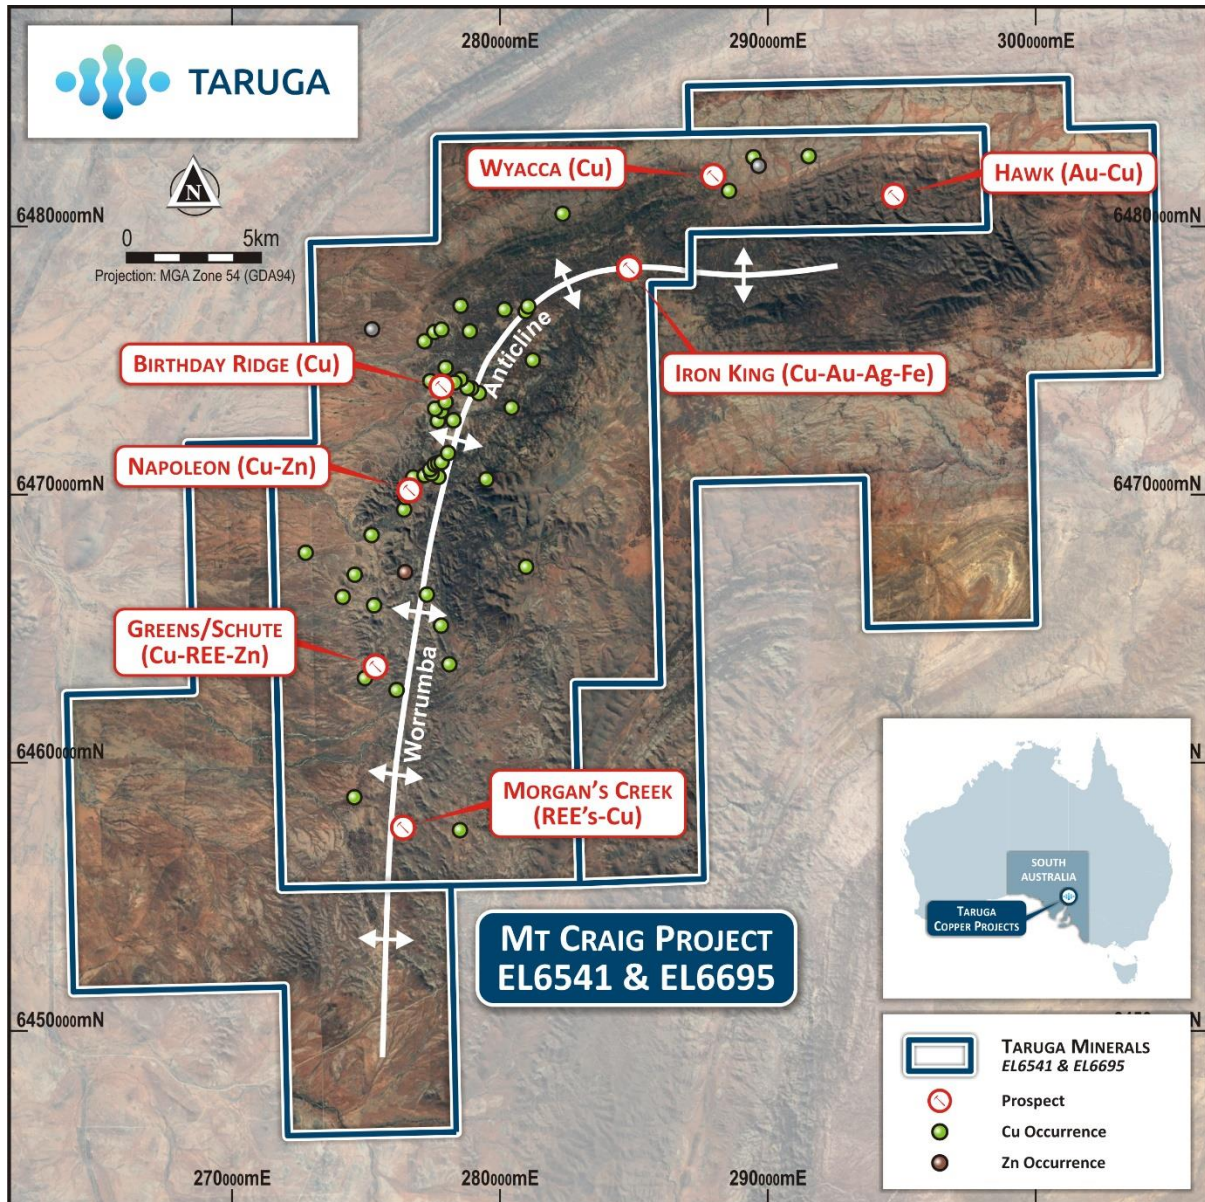 280000mE 290000mE 300000mE
TARUGA
N
WYACCA (Cu)
HAWK (Au-Cu)
6480000mN 6480000mN
0 5km
Projection: MGA Zone 54 (GDA94)
BIRTHDAY RIDGE (Cu)
Anticline
IRON KING (Cu-Au-Ag-Fe)
NAPOLEON (Cu-Zn)
6470000mN 6470000mN
GREENS/SCHUTE
(Cu-REE-Zn)
Worrumba
6460000mN
MORGAN'S CREEK
(REE's-Cu)
SOUTH
AUSTRALIA
TARUGA
COPPER PROJECTS
MT CRAIG PROJECT
EL6541 & EL6695
6450000mN
TARUGA MINERALS
EL6541 & EL6695
Prospect
Cu Occurrence
Zn Occurrence
270000mE 280000mE 290000mE